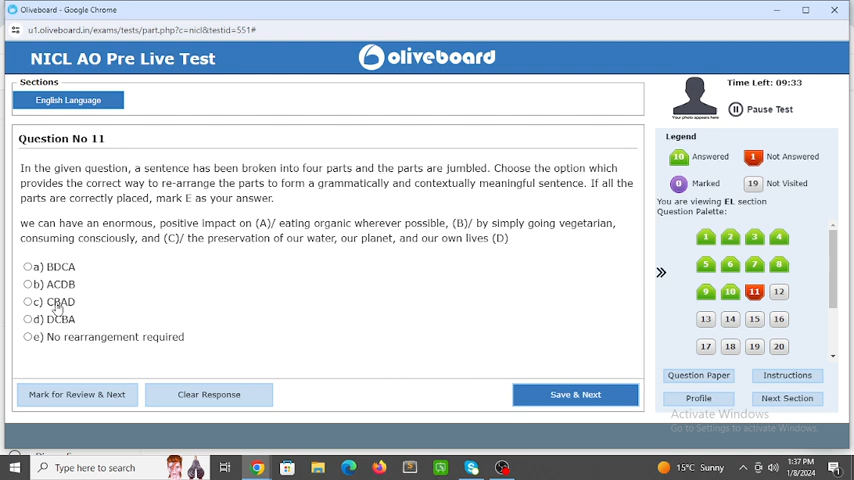 Oliveboard - Google Chrome
u1.oliveboard.in/exams/tests/part.php?c=nicl&testid=551#
NICL AO Pre Live Test
oliveboard
Sections
English Language
Time Left: 09:33
Your photo appears here
Pause Test
Question No 11
Legend
10 Answered
1 Not Answered
0 Marked
19 Not Visited
You are viewing EL section
Question Palette:
In the given question, a sentence has been broken into four parts and the parts are jumbled. Choose the option which
provides the correct way to re-arrange the parts to form a grammatically and contextually meaningful sentence. If all the
parts are correctly placed, mark E as your answer.
we can have an enormous, positive impact on (A)/ eating organic wherever possible, (B)/ by simply going vegetarian,
consuming consciously, and (C)/ the preservation of our water, our planet, and our own lives (D)
a) BDCA
b) ACDB
c) CBAD
d) DCBA
e) No rearrangement required
1 2 3 4
5 6 7 8
9 10 11 12
13 14 15 16
17 18 19 20
Mark for Review & Next
Clear Response
Save & Next
Question Paper
Instructions
Profile
Next Section
Activate Windows
Go to Settings to activate Windows.
Type here to search
15°C Sunny
1:37 PM
1/8/2024